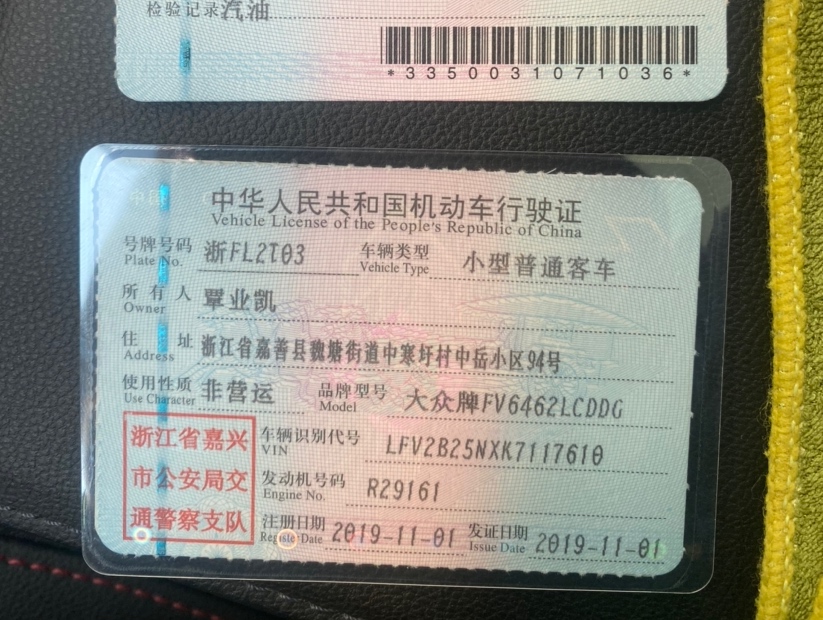 检验记录 汽油
*3350031071036*
中华人民共和国机动车行驶证
Vehicle License of the People's Republic of China
号牌号码 浙FL2T03 车辆类型 小型普通客车
Plate No. Vehicle Type
所有人 覃业凯
Owner
住址 浙江省嘉善县魏塘街道中寒圩村中岳小区94号
Address
使用性质 非营运 品牌型号 大众牌FV6462LCDDG
Use Character Model
浙江省嘉兴
市公安局交
通警察支队
车辆识别代号 LFV2B25NXK7117610
VIN
发动机号码 R29161
Engine No.
注册日期 2019-11-01 发证日期 2019-11-01
Register Date Issue Date